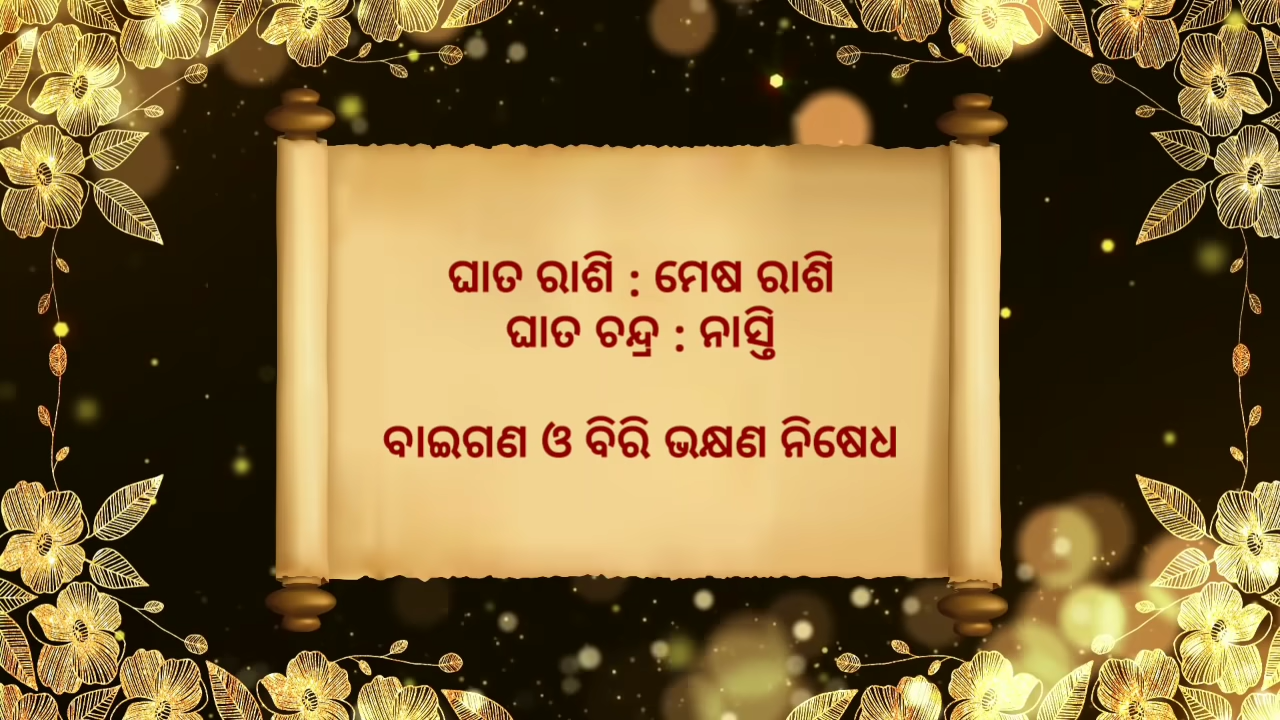 ଘାତ ରାଶି : ମେଷ ରାଶି
ଘାତ ଚନ୍ଦ୍ର : ନାସ୍ତି
ବାଇଗଣ ଓ ବିରି ଭକ୍ଷଣ ନିଷେଧ